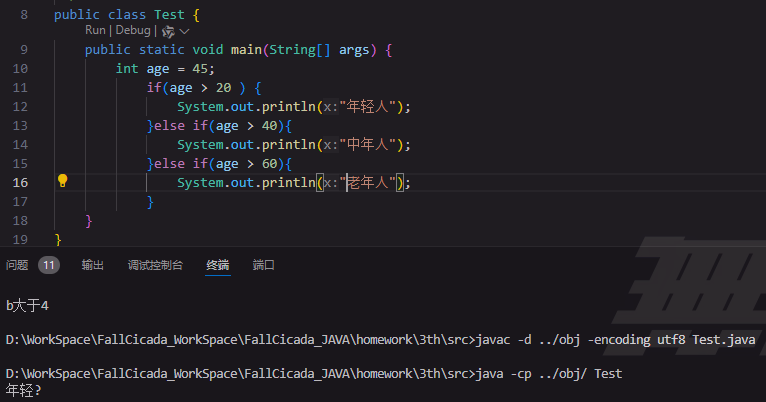 8 public class Test {
Run | Debug |
9 public static void main(String[] args) {
10 int age = 45;
11 if(age > 20 ) {
12 System.out.println(x:"年轻人");
13 }else if(age > 40){
14 System.out.println(x:"中年人");
15 }else if(age > 60){
16 System.out.println(x:"老年人");
17 }
18 }
19 }
问题 11 输出 调试控制台 终端 端口
b大于4
D:\WorkSpace\FallCicada_WorkSpace\FallCicada_JAVA\homework\3th\src>javac -d ../obj -encoding utf8 Test.java
D:\WorkSpace\FallCicada_WorkSpace\FallCicada_JAVA\homework\3th\src>java -cp ../obj/ Test
年轻?